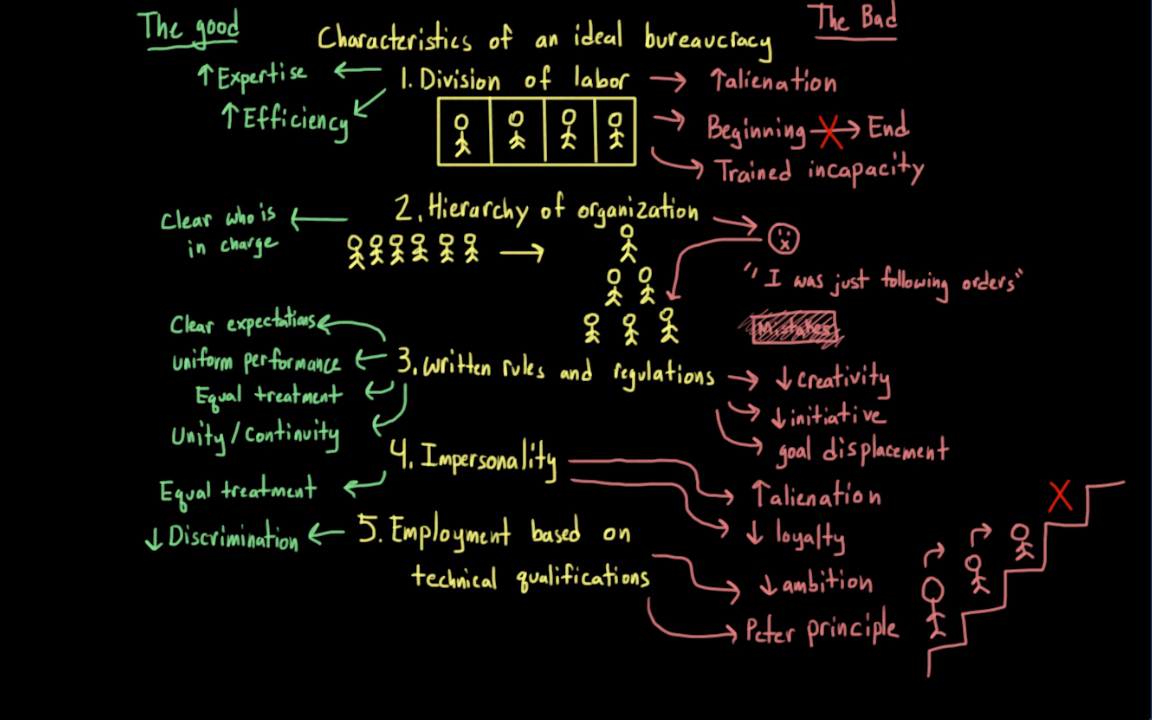 The good
Characteristics of an ideal bureaucracy
The Bad
↑Expertise
1. Division of labor
↑alienation
↑Efficiency
Beginning X→ End
Trained incapacity
Clear who is
in charge
2. Hierarchy of organization
"I was just following orders"
Mistakes
Clear expectations
uniform performance
Equal treatment
Unity/Continuity
3. Written rules and regulations
↓creativity
↓initiative
goal displacement
4. Impersonality
Equal treatment
↑alienation
↓ loyalty
↓ Discrimination
5. Employment based on
technical qualifications
↓ambition
Peter principle
X